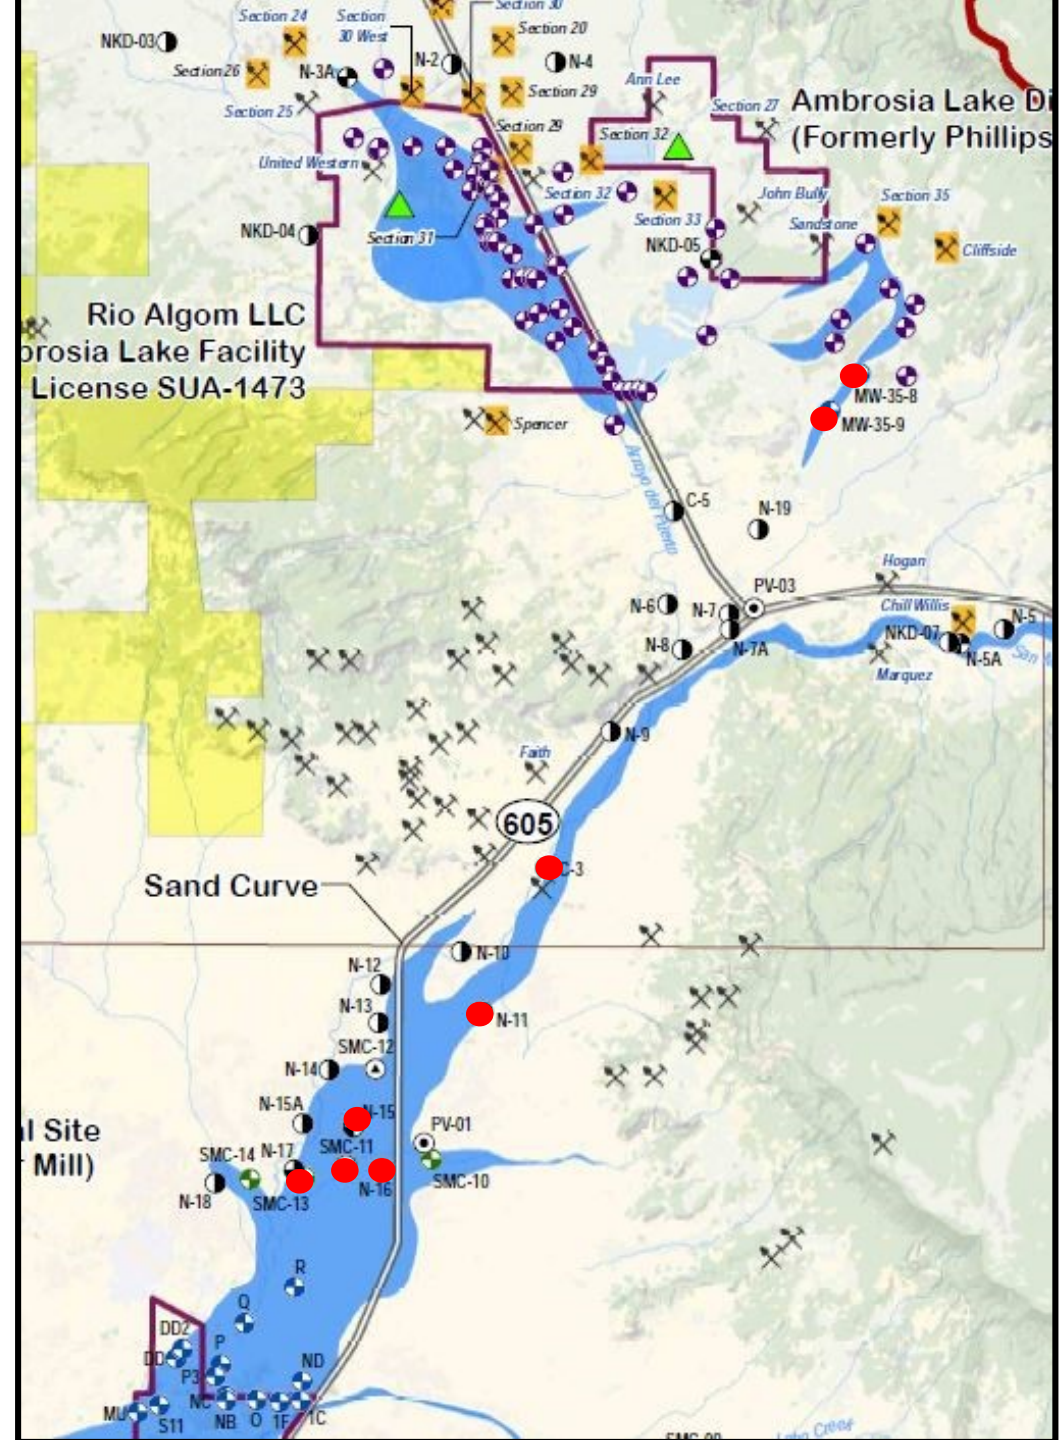 Section 30
Section 24
Section
30 West
Section 20
NKD-03
N-2
N-4
Section 26
N-3A
Ann Lee
Section 29
Section 25
Section 27
Ambrosia Lake Di
(Formerly Phillips
Section 29
Section 32
United Western
Section 32
John Bully
Section 35
Section 33
Sandstone
NKD-04
Section 31
NKD-05
Cliffside
Rio Algom LLC
brosia Lake Facility
License SUA-1473
MW-35-8
Spencer
MW-35-9
Arroyo del Puerto
C-5
N-19
Hogan
PV-03
N-6
N-7
Chill Willis
N-5
NKD-07
N-8
N-7A
N-5A
San
Marquez
N-9
Faith
605
C-3
Sand Curve
N-10
N-12
N-13
N-11
SMC-12
N-14
N-15A
N-15
PV-01
l Site
Mill)
SMC-11
SMC-14
N-17
SMC-10
N-16
N-18
SMC-13
R
Q
DD2
P
DD
P3
ND
MU
S11
NC
NB
O
1F
1C
Creek